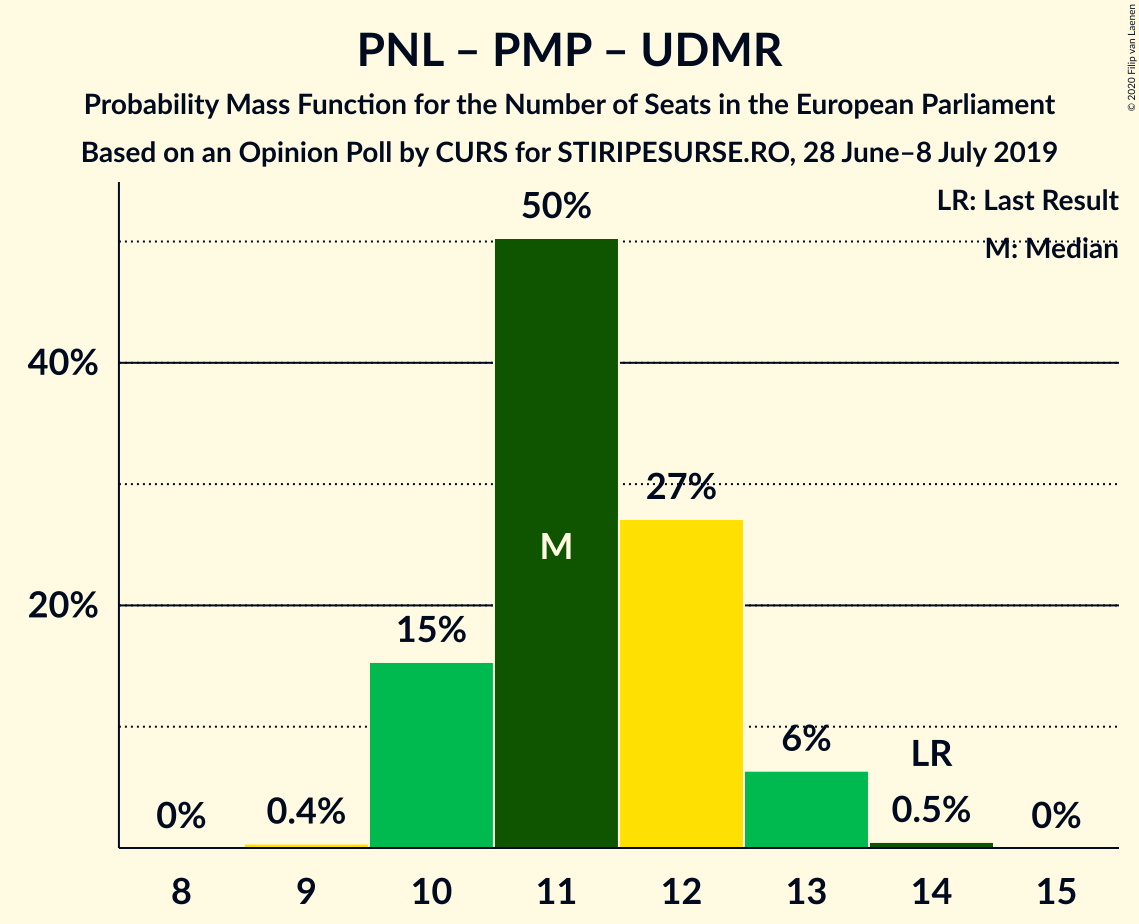 PNL – PMP – UDMR
Probability Mass Function for the Number of Seats in the European Parliament
Based on an Opinion Poll by CURS for STIRIPESURSE.RO, 28 June–8 July 2019
© 2020 Filip van Laenen
LR: Last Result
M: Median
50%
40%
27%
M
20%
15%
6%
LR
0% 0.4% 0.5% 0%
8 9 10 11 12 13 14 15